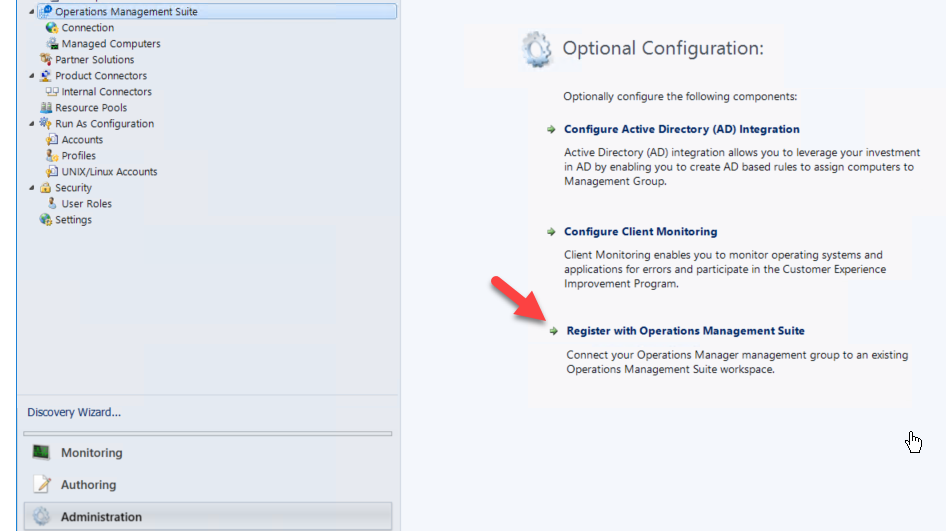 Operations Management Suite
Connection
Managed Computers
Partner Solutions
Product Connectors
Internal Connectors
Resource Pools
Run As Configuration
Accounts
Profiles
UNIX/Linux Accounts
Security
User Roles
Settings
Discovery Wizard...
Monitoring
Authoring
Administration
Optional Configuration:
Optionally configure the following components:
Configure Active Directory (AD) Integration
Active Directory (AD) integration allows you to leverage your investment
in AD by enabling you to create AD based rules to assign computers to
Management Group.
Configure Client Monitoring
Client Monitoring enables you to monitor operating systems and
applications for errors and participate in the Customer Experience
Improvement Program.
Register with Operations Management Suite
Connect your Operations Manager management group to an existing
Operations Management Suite workspace.